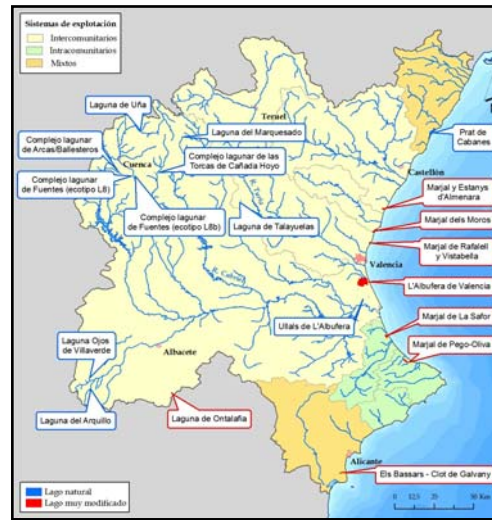 Sistemas de explotación
Intercomunitarios
Intracomunitarios
Mixtos
Laguna de Uña
Teruel
Laguna del Marquesado
Complejo lagunar
de Arcas/Ballesteros
Cuenca
Complejo lagunar de las
Torcas de Cañada Hoyo
Prat de
Cabanes
Castellón
Complejo lagunar
de Fuentes (ecotipo L8)
Complejo lagunar
de Fuentes (ecotipo L8b)
Laguna de Talayuelas
Marjal y Estanys
d'Almenara
Marjal dels Moros
Marjal de Rafalell
y Vistabella
Valencia
L'Albufera de Valencia
Ullals de L'Albufera
Marjal de La Safor
Marjal de Pego-Oliva
Laguna Ojos
de Villaverde
Albacete
Laguna del Arquillo
Laguna de Ontalafia
Alicante
Els Bassars - Clot de Galvany
Lago natural
Lago muy modificado
0 12,5 25 50 Km